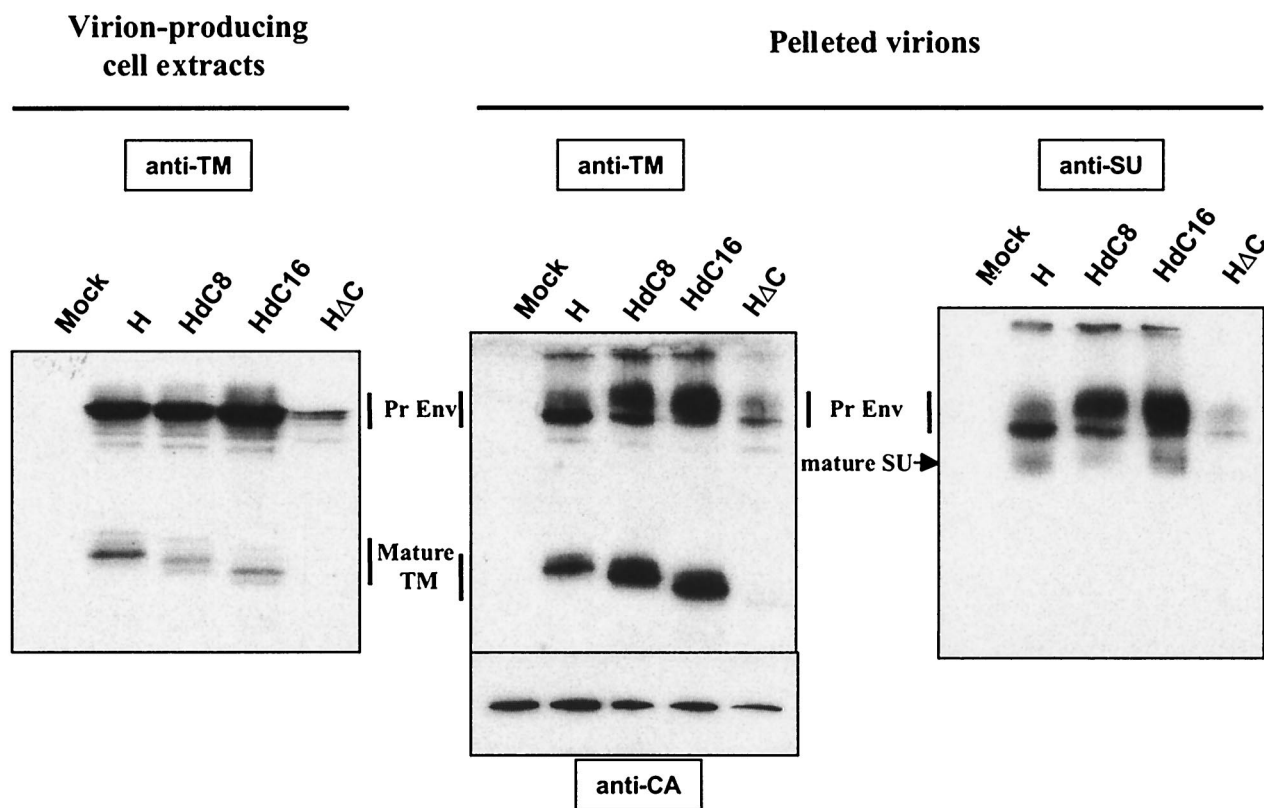 Virion-producing
cell extracts
Pelleted virions
anti-TM
anti-TM
anti-SU
Mock
H
HdC8
HdC16
HΔC
Mock
H
HdC8
HdC16
HΔC
Mock
H
HdC8
HdC16
HΔC
Pr Env
Pr Env
mature SU
Mature
TM
anti-CA